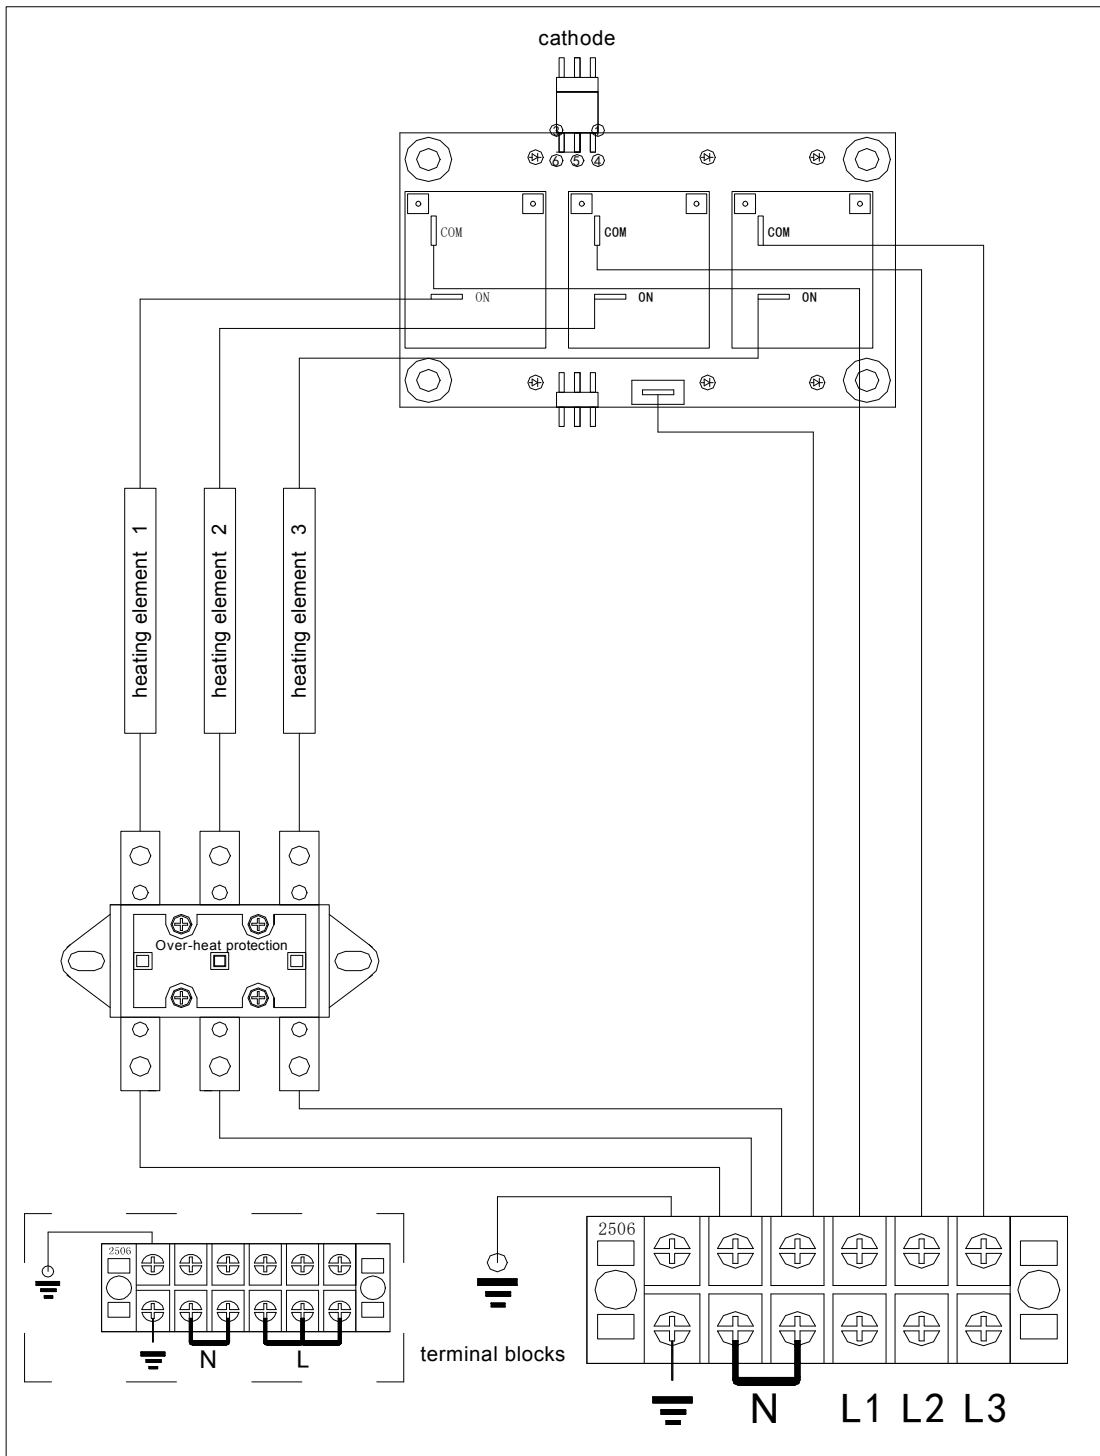 cathode
3 1
6 5 4
COM COM COM
ON ON ON
heating element 1
heating element 2
heating element 3
Over-heat protection
2506
2506
N L
terminal blocks
N L1 L2 L3